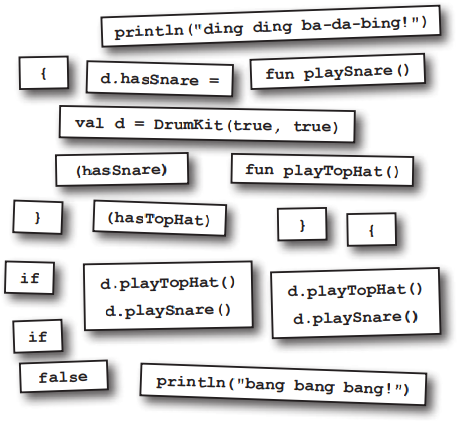 println("ding ding ba-da-bing!")
{
d.hasSnare =
fun playSnare()
val d = DrumKit(true, true)
(hasSnare)
fun playTopHat()
}
(hasTopHat)
}
{
if
d.playTopHat()
d.playSnare()
d.playTopHat()
d.playSnare()
if
false
println("bang bang bang!")